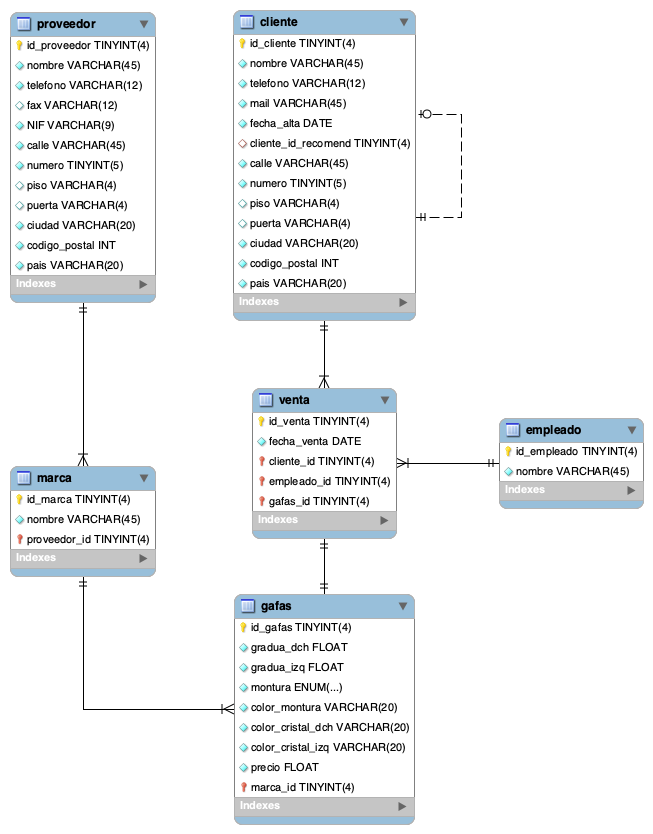 proveedor
id_proveedor TINYINT(4)
nombre VARCHAR(45)
telefono VARCHAR(12)
fax VARCHAR(12)
NIF VARCHAR(9)
calle VARCHAR(45)
numero TINYINT(5)
piso VARCHAR(4)
puerta VARCHAR(4)
ciudad VARCHAR(20)
codigo_postal INT
pais VARCHAR(20)
Indexes
cliente
id_cliente TINYINT(4)
nombre VARCHAR(45)
telefono VARCHAR(12)
mail VARCHAR(45)
fecha_alta DATE
cliente_id_recomend TINYINT(4)
calle VARCHAR(45)
numero TINYINT(5)
piso VARCHAR(4)
puerta VARCHAR(4)
ciudad VARCHAR(20)
codigo_postal INT
pais VARCHAR(20)
Indexes
venta
id_venta TINYINT(4)
fecha_venta DATE
cliente_id TINYINT(4)
empleado_id TINYINT(4)
gafas_id TINYINT(4)
Indexes
empleado
id_empleado TINYINT(4)
nombre VARCHAR(45)
Indexes
marca
id_marca TINYINT(4)
nombre VARCHAR(45)
proveedor_id TINYINT(4)
Indexes
gafas
id_gafas TINYINT(4)
gradua_dch FLOAT
gradua_izq FLOAT
montura ENUM(...)
color_montura VARCHAR(20)
color_cristal_dch VARCHAR(20)
color_cristal_izq VARCHAR(20)
precio FLOAT
marca_id TINYINT(4)
Indexes